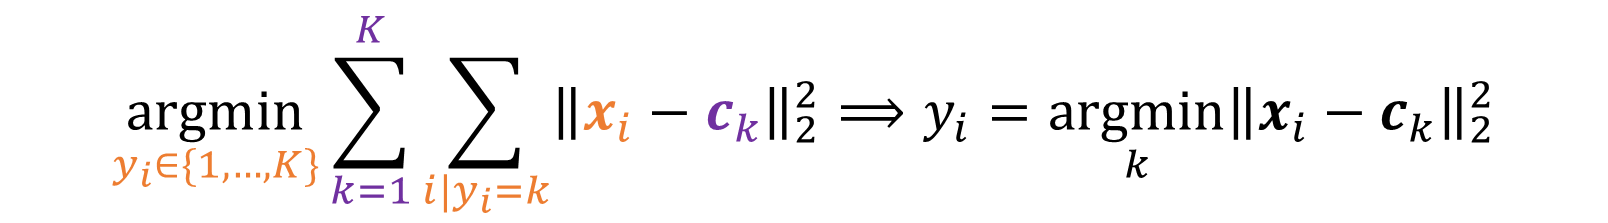 argmin_{y_i∈{1,…,K}} ∑_{k=1}^{K} ∑_{i|y_i=k} ‖x_i − c_k‖_2^2 ⟹ y_i = argmin_k ‖x_i − c_k‖_2^2